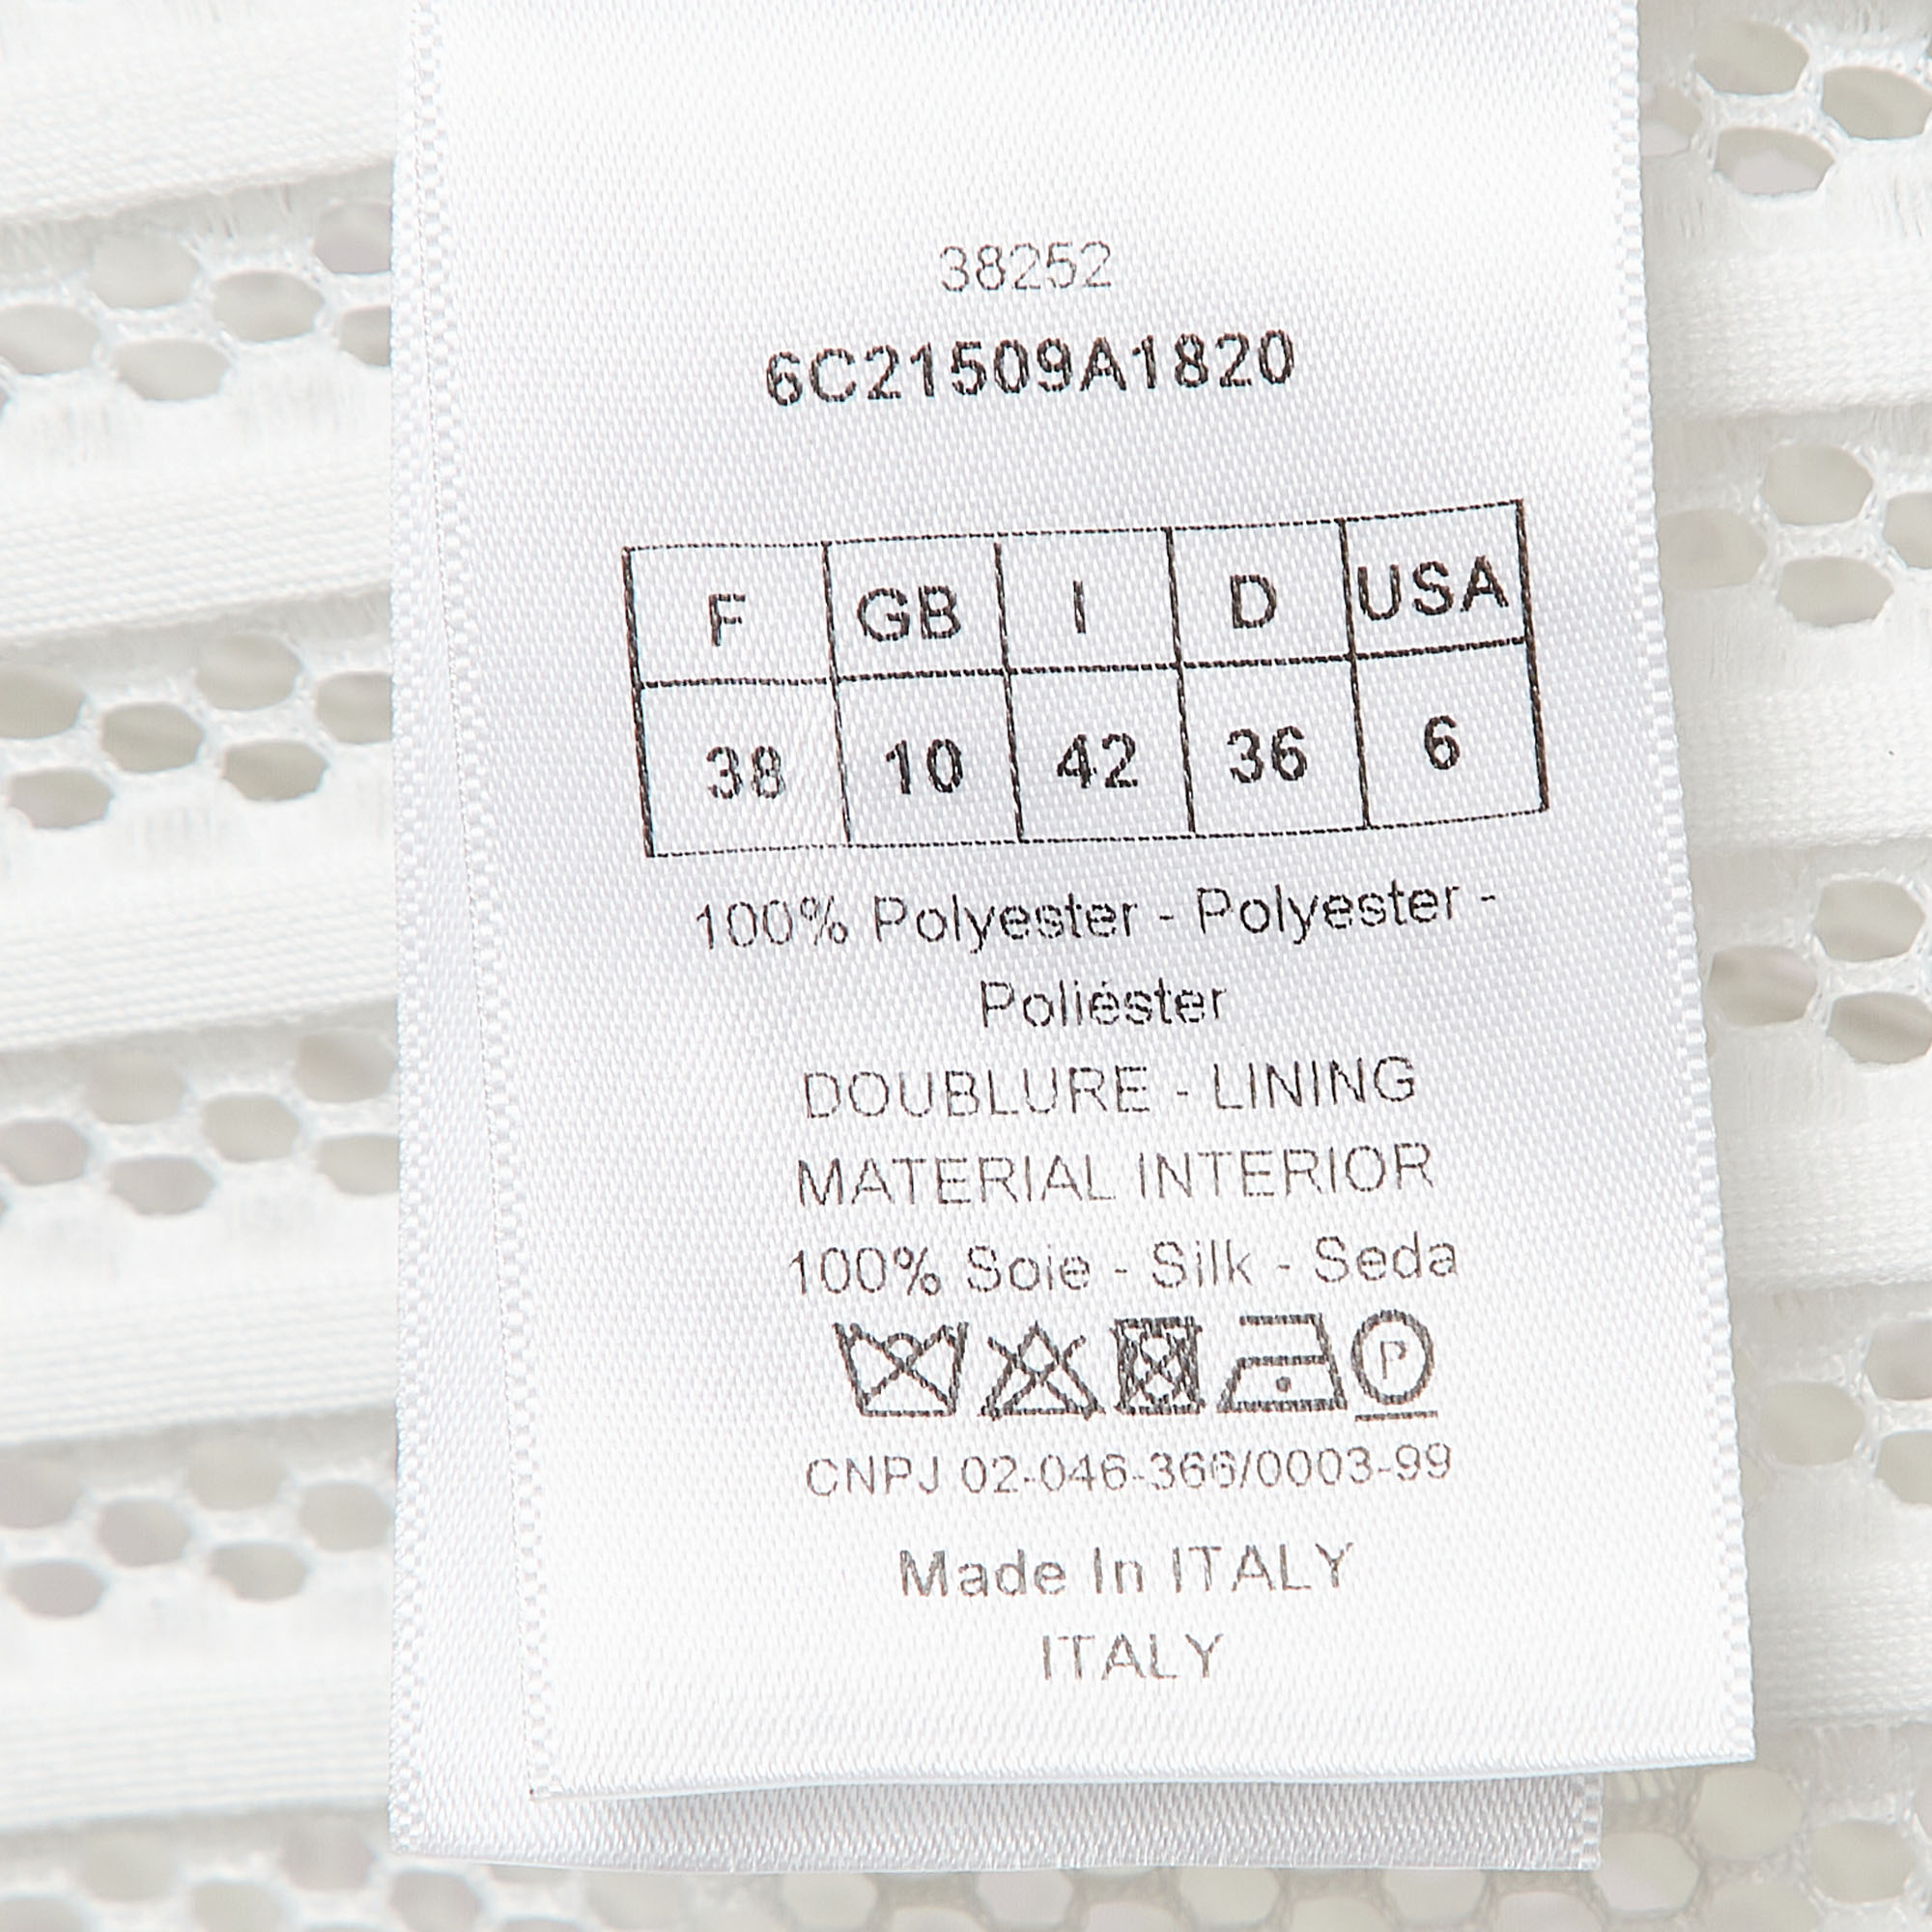 38252
6C21509A1820
F GB I D USA
38 10 42 36 6
100% Polyester - Polyester -
Poliéster
DOUBLURE - LINING
MATERIAL INTERIOR
100% Soie - Silk - Seda
P
CNPJ 02-046-366/0003-99
Made In ITALY
ITALY